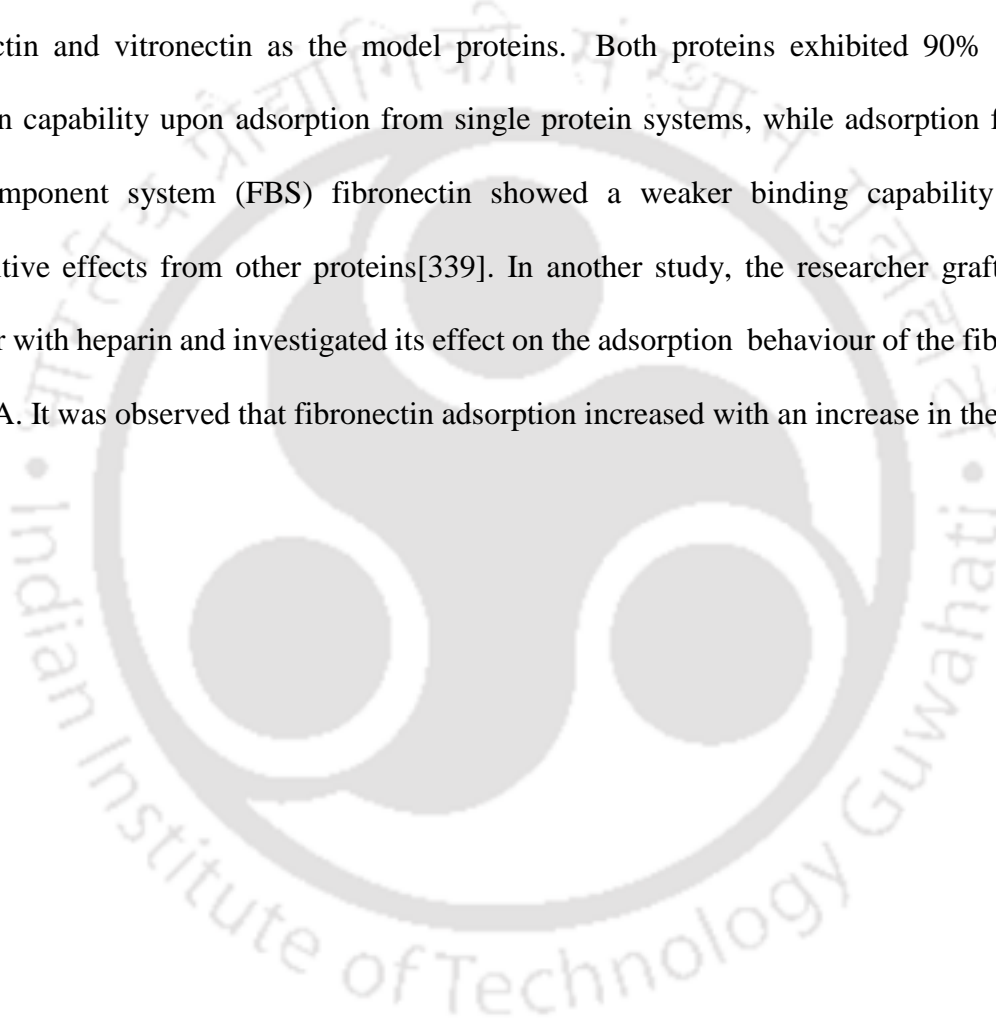 ctin and vitronectin as the model proteins. Both proteins exhibited 90%
n capability upon adsorption from single protein systems, while adsorption f
omponent system (FBS) fibronectin showed a weaker binding capability
itive effects from other proteins[339]. In another study, the researcher graft
r with heparin and investigated its effect on the adsorption behaviour of the fib
A. It was observed that fibronectin adsorption increased with an increase in the
Indian Institute of Technology Guwahati